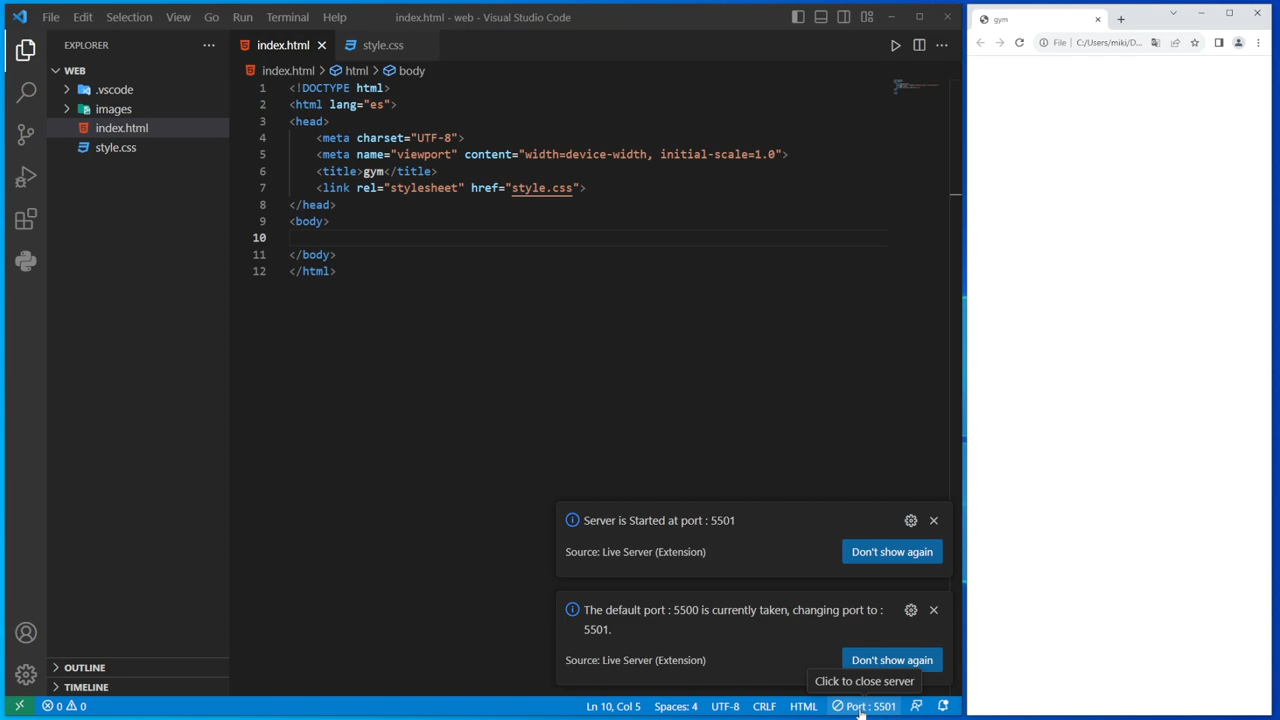 File Edit Selection View Go Run Terminal Help
index.html - web - Visual Studio Code
EXPLORER
WEB
.vscode
images
index.html
style.css
OUTLINE
TIMELINE
index.html
style.css
index.html > html > body
1 <!DOCTYPE html>
2 <html lang="es">
3 <head>
4 <meta charset="UTF-8">
5 <meta name="viewport" content="width=device-width, initial-scale=1.0">
6 <title>gym</title>
7 <link rel="stylesheet" href="style.css">
8 </head>
9 <body>
10
11 </body>
12 </html>
Server is Started at port : 5501
Source: Live Server (Extension)
Don't show again
The default port : 5500 is currently taken, changing port to :
5501.
Source: Live Server (Extension)
Don't show again
Click to close server
0 0
Ln 10, Col 5 Spaces: 4 UTF-8 CRLF HTML Port : 5501
gym
File C:/Users/miki/D...